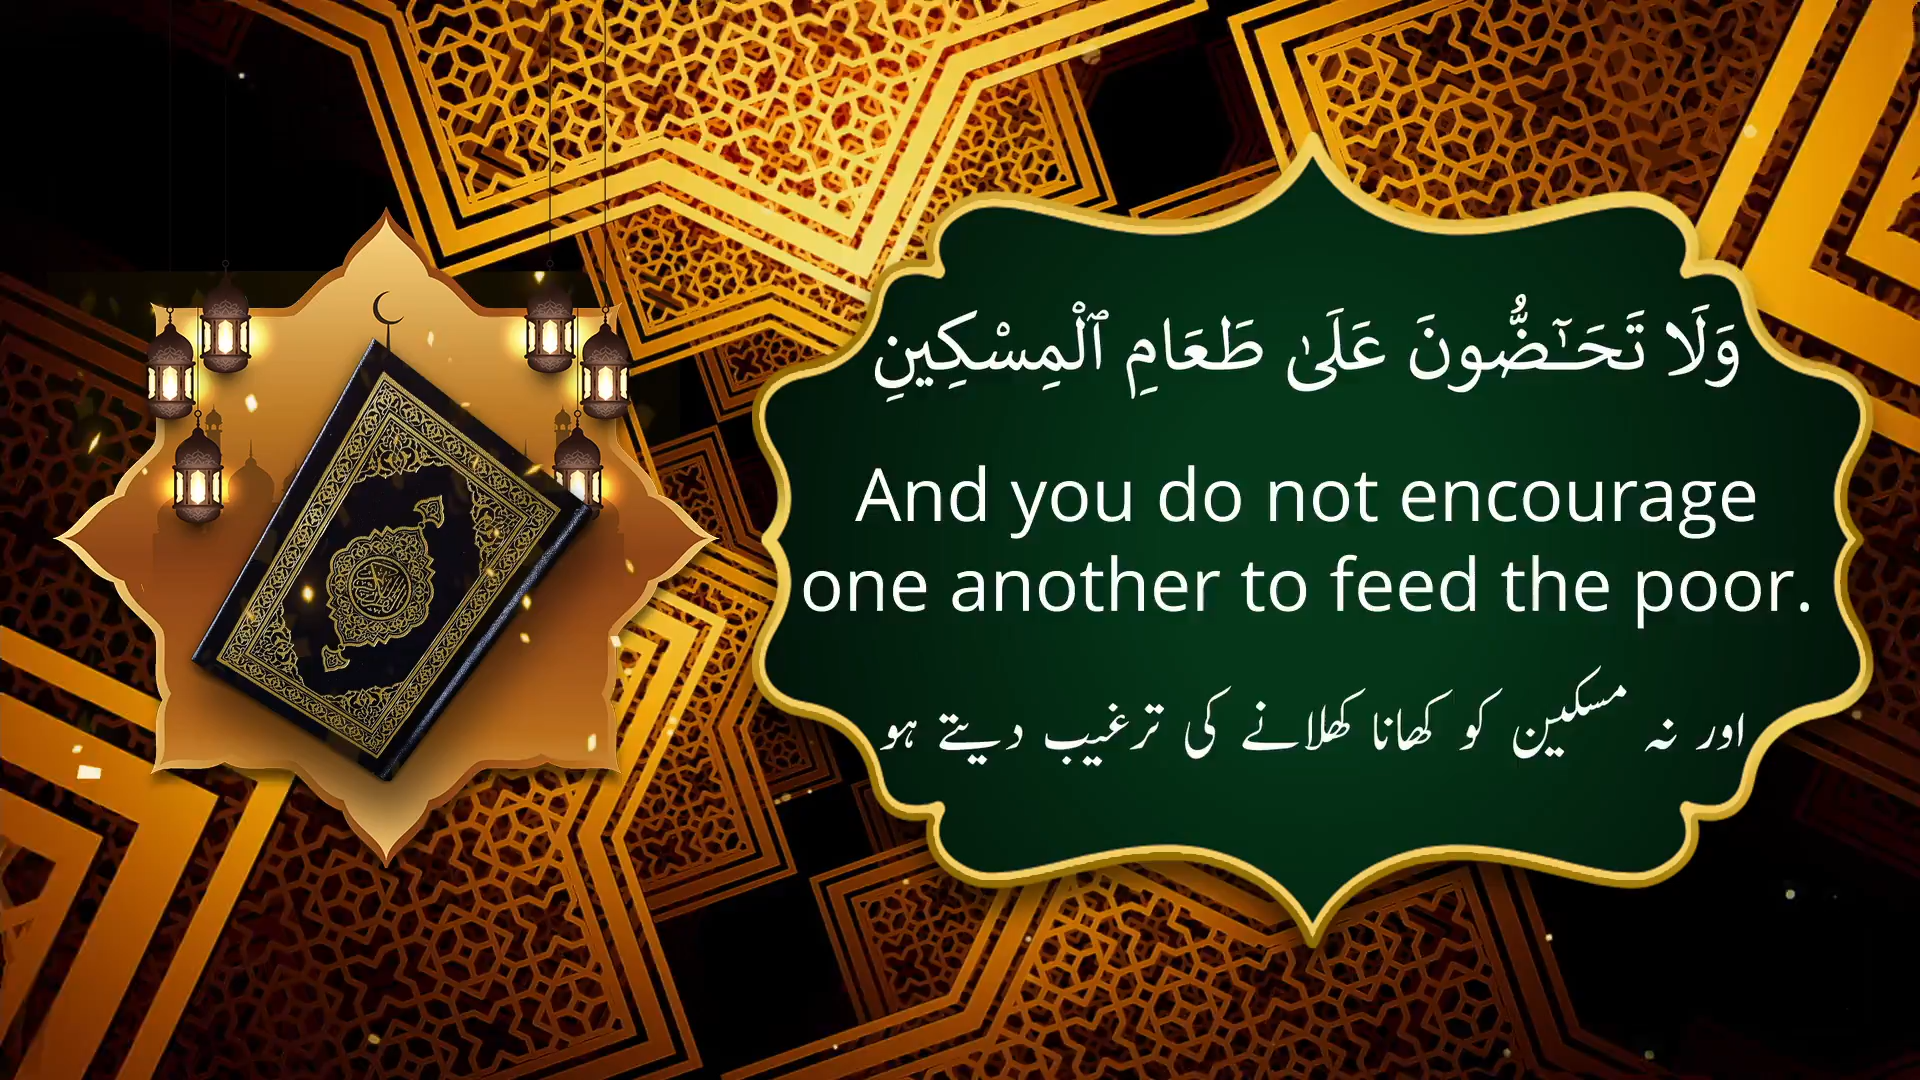 وَلَا تَحَـٰٓضُّونَ عَلَىٰ طَعَامِ ٱلْمِسْكِينِ
And you do not encourage
one another to feed the poor.
اور نہ مسکین کو کھانا کھلانے کی ترغیب دیتے ہو